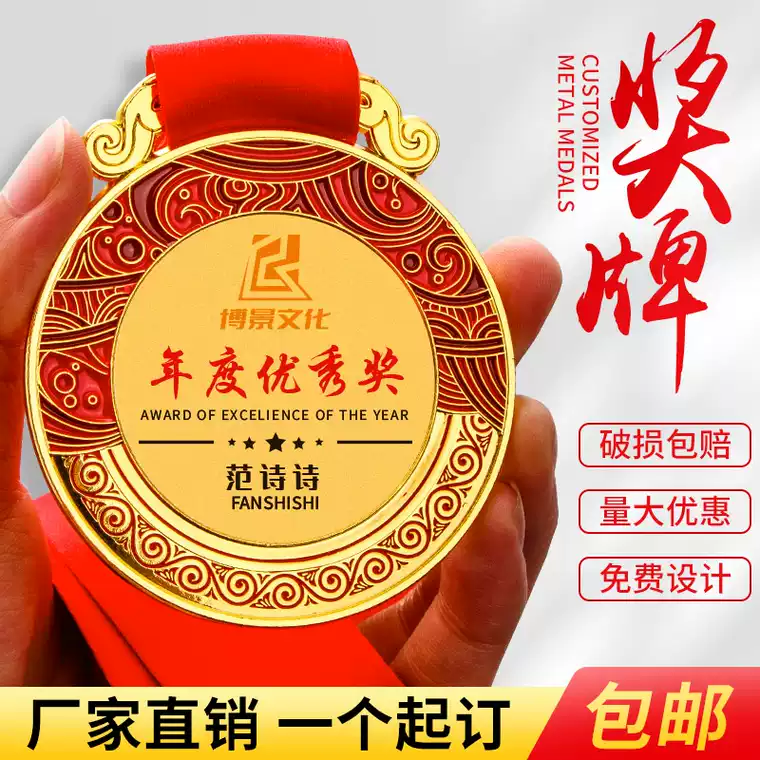 奖牌
CUSTOMIZED
METAL MEDALS
博景文化
年度优秀奖
AWARD OF EXCELIENCE OF THE YEAR
范诗诗
FANSHISHI
破损包赔
量大优惠
免费设计
厂家直销 一个起订
包邮